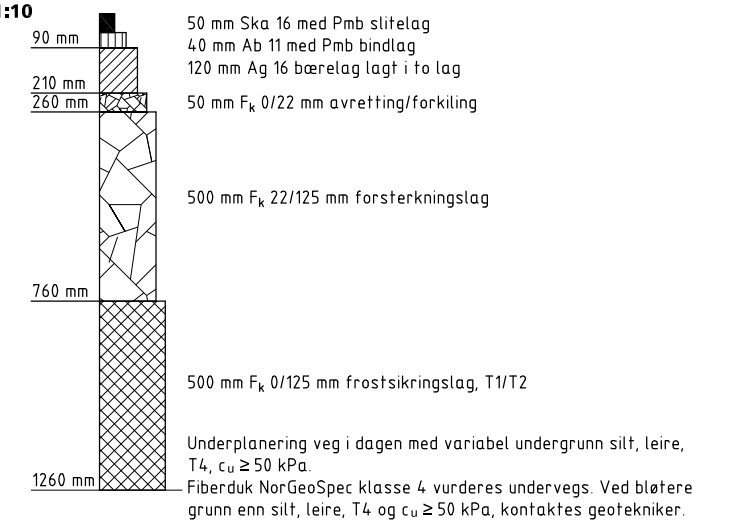 1:10
50 mm Ska 16 med Pmb slitelag
90 mm
40 mm Ab 11 med Pmb bindlag
120 mm Ag 16 bærelag lagt i to lag
210 mm
260 mm
50 mm Fk 0/22 mm avretting/forkiling
500 mm Fk 22/125 mm forsterkningslag
760 mm
500 mm Fk 0/125 mm frostsikringslag, T1/T2
Underplanering veg i dagen med variabel undergrunn silt, leire,
T4, cu ≥ 50 kPa.
1260 mm
Fiberduk NorGeoSpec klasse 4 vurderes undervegs. Ved bløtere
grunn enn silt, leire, T4 og cu ≥ 50 kPa, kontaktes geotekniker.